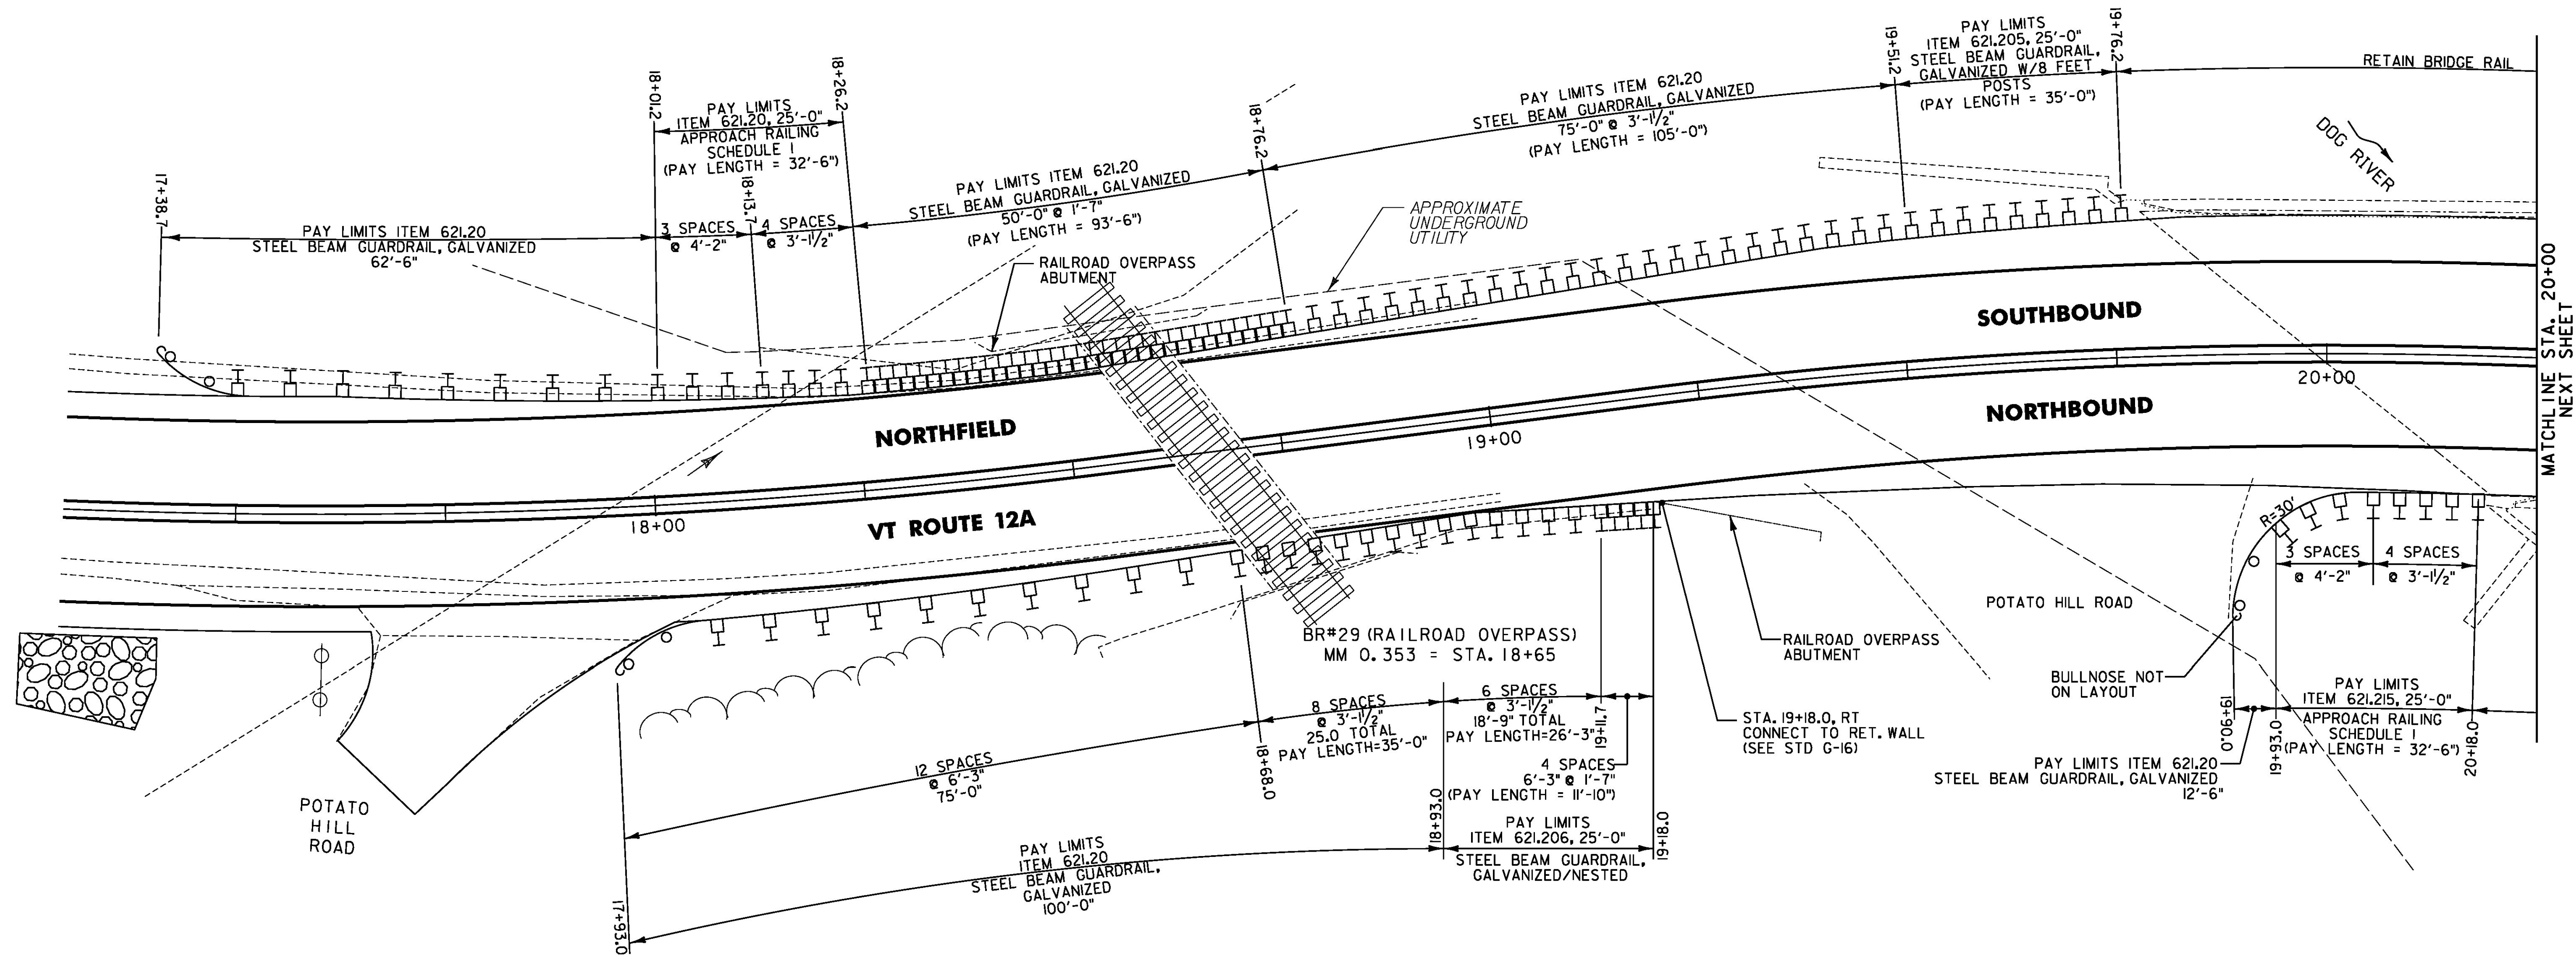 17+38.7
PAY LIMITS ITEM 621.20
STEEL BEAM GUARDRAIL, GALVANIZED
62'-6"
18+01.2
PAY LIMITS
ITEM 621.20, 25'-0"
APPROACH RAILING
SCHEDULE 1
(PAY LENGTH = 32'-6")
18+13.7
3 SPACES
@ 4'-2"
4 SPACES
@ 3'-1½"
18+26.2
PAY LIMITS ITEM 621.20
STEEL BEAM GUARDRAIL, GALVANIZED
50'-0" @ 1'-7"
(PAY LENGTH = 93'-6")
RAILROAD OVERPASS
ABUTMENT
18+76.2
PAY LIMITS ITEM 621.20
STEEL BEAM GUARDRAIL, GALVANIZED
75'-0" @ 3'-1½"
(PAY LENGTH = 105'-0")
APPROXIMATE
UNDERGROUND
UTILITY
19+51.2
PAY LIMITS
ITEM 621.205, 25'-0"
STEEL BEAM GUARDRAIL,
GALVANIZED W/8 FEET
POSTS
(PAY LENGTH = 35'-0")
19+76.2
RETAIN BRIDGE RAIL
DOG RIVER
MATCHLINE STA. 20+00
NEXT SHEET
SOUTHBOUND
NORTHBOUND
NORTHFIELD
VT ROUTE 12A
18+00
19+00
20+00
BR#29 (RAILROAD OVERPASS)
MM 0.353 = STA. 18+65
POTATO
HILL
ROAD
17+93.0
12 SPACES
@ 6'-3"
75'-0"
PAY LIMITS
ITEM 621.20
STEEL BEAM GUARDRAIL,
GALVANIZED
100'-0"
18+68.0
8 SPACES
@ 3'-1½"
25.0 TOTAL
PAY LENGTH=35'-0"
18+93.0
6 SPACES
@ 3'-1½"
18'-9" TOTAL
PAY LENGTH=26'-3"
19+11.7
4 SPACES
6'-3" @ 1'-7"
(PAY LENGTH = 11'-10")
PAY LIMITS
ITEM 621.206, 25'-0"
STEEL BEAM GUARDRAIL,
GALVANIZED/NESTED
19+18.0
STA. 19+18.0, RT
CONNECT TO RET. WALL
(SEE STD G-16)
RAILROAD OVERPASS
ABUTMENT
POTATO HILL ROAD
BULLNOSE NOT
ON LAYOUT
R=30'
3 SPACES
@ 4'-2"
4 SPACES
@ 3'-1½"
19+90.0
PAY LIMITS ITEM 621.20
STEEL BEAM GUARDRAIL, GALVANIZED
12'-6"
19+93.0
PAY LIMITS
ITEM 621.215, 25'-0"
APPROACH RAILING
SCHEDULE 1
(PAY LENGTH = 32'-6")
20+18.0